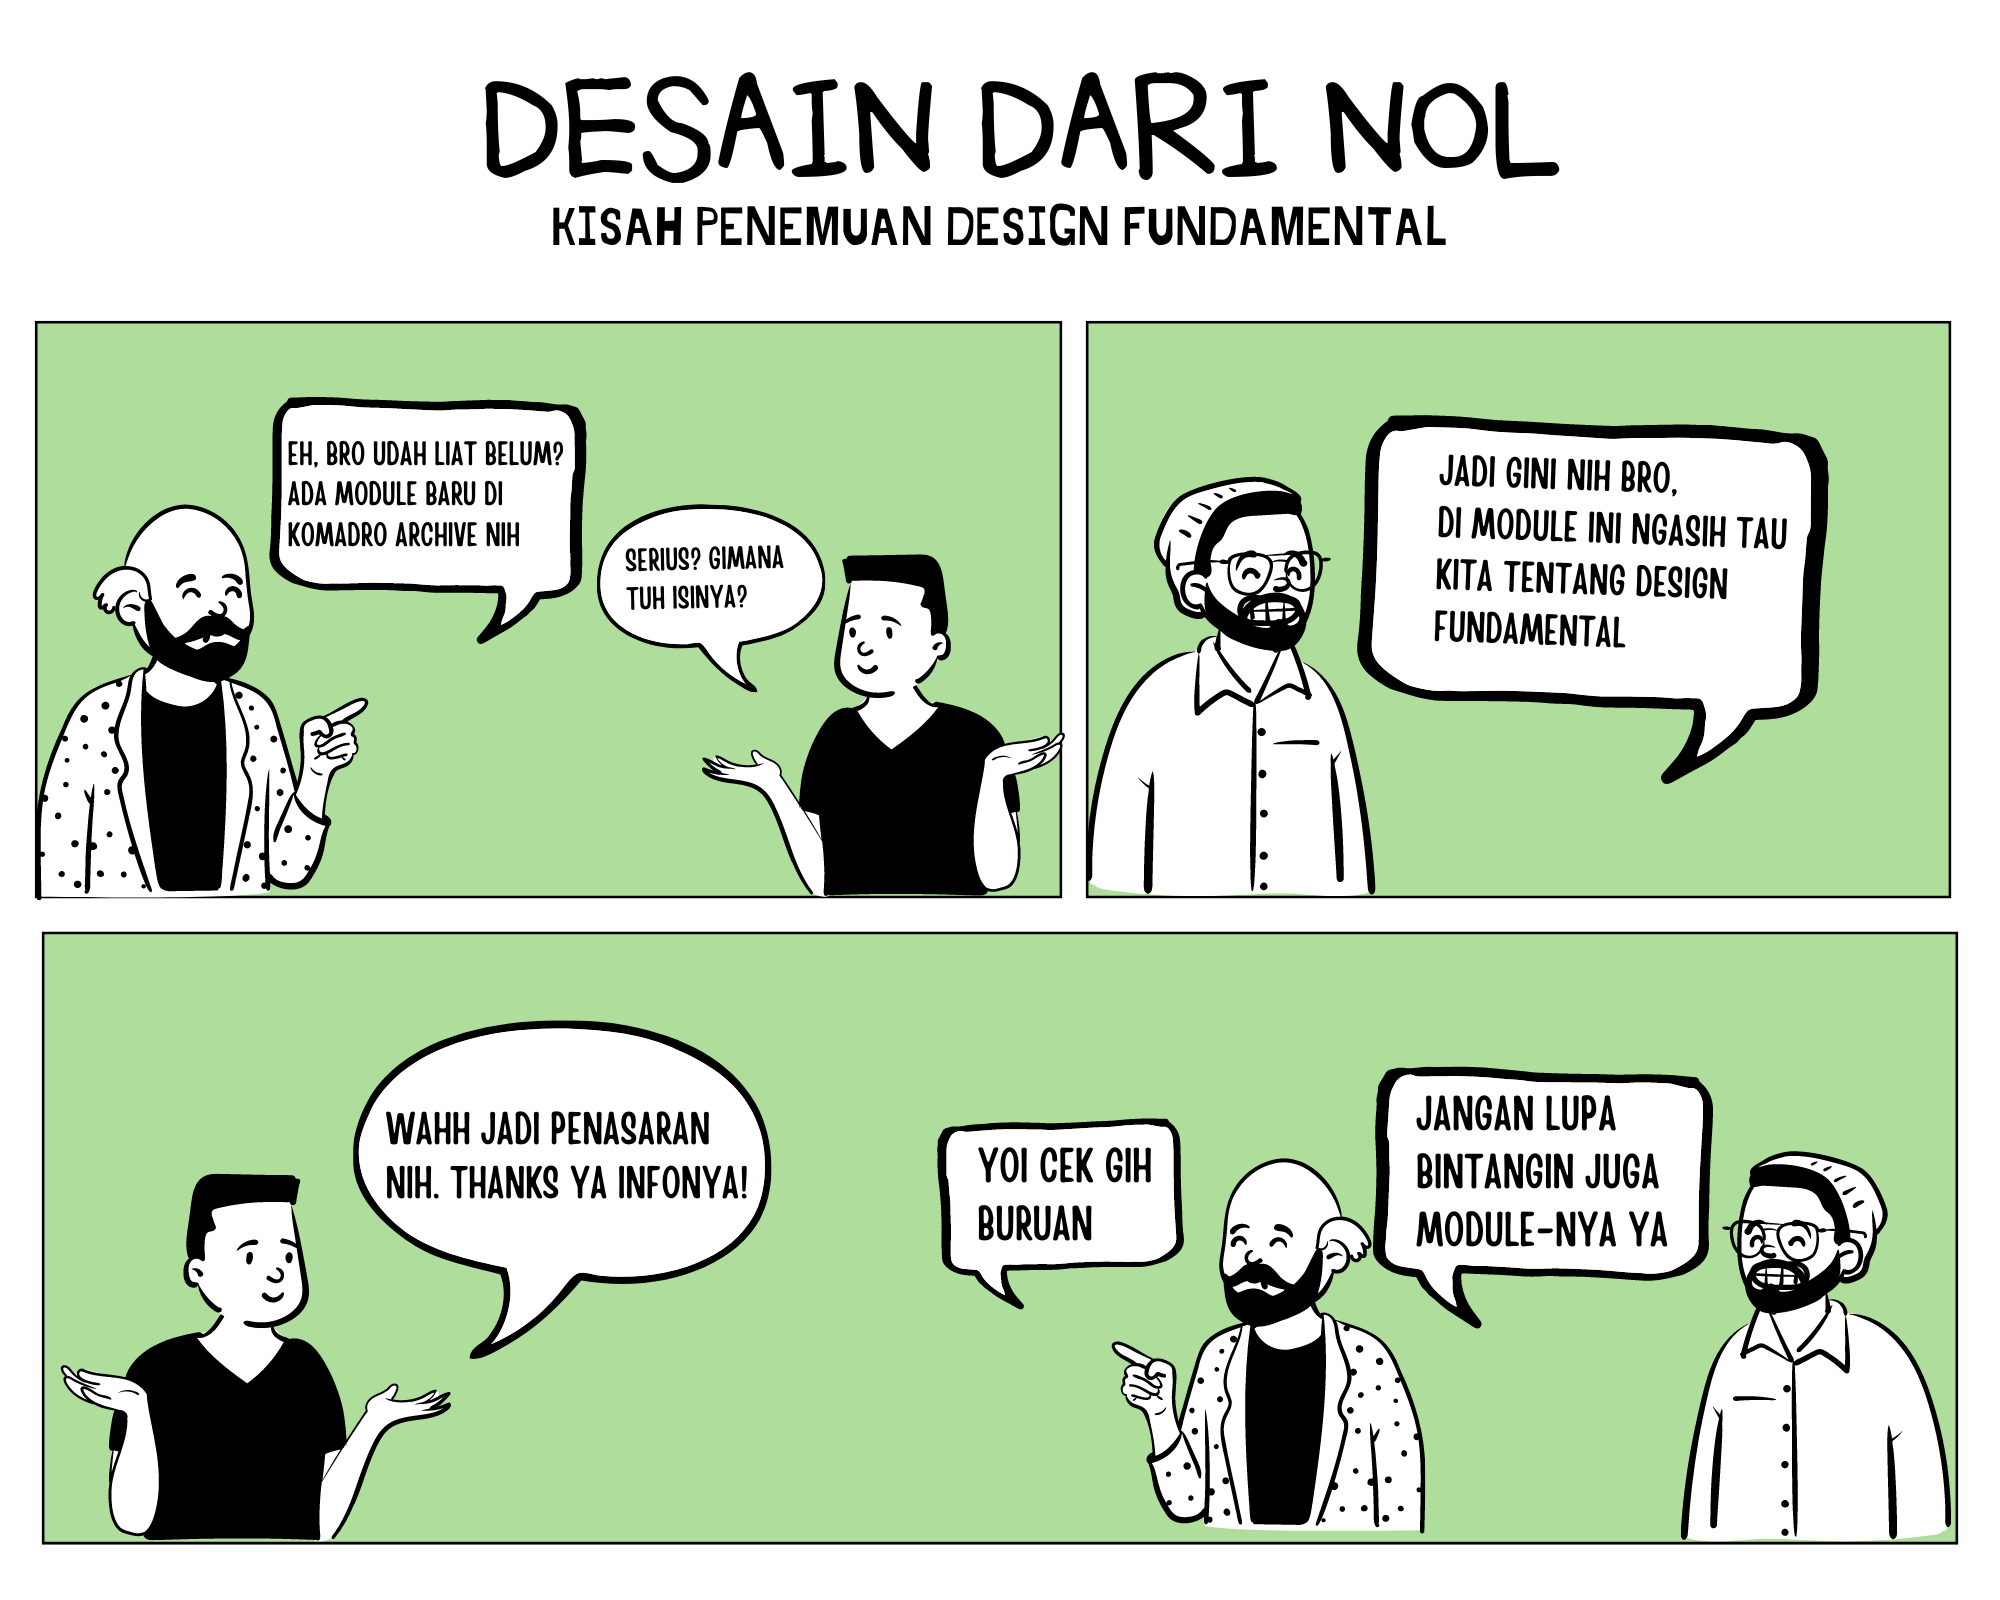 DESAIN DARI NOL
KISAH PENEMUAN DESIGN FUNDAMENTAL
EH, BRO UDAH LIAT BELUM?
ADA MODULE BARU DI
KOMADRO ARCHIVE NIH
SERIUS? GIMANA
TUH ISINYA?
JADI GINI NIH BRO,
DI MODULE INI NGASIH TAU
KITA TENTANG DESIGN
FUNDAMENTAL
WAHH JADI PENASARAN
NIH. THANKS YA INFONYA!
YOI CEK GIH
BURUAN
JANGAN LUPA
BINTANGIN JUGA
MODULE-NYA YA